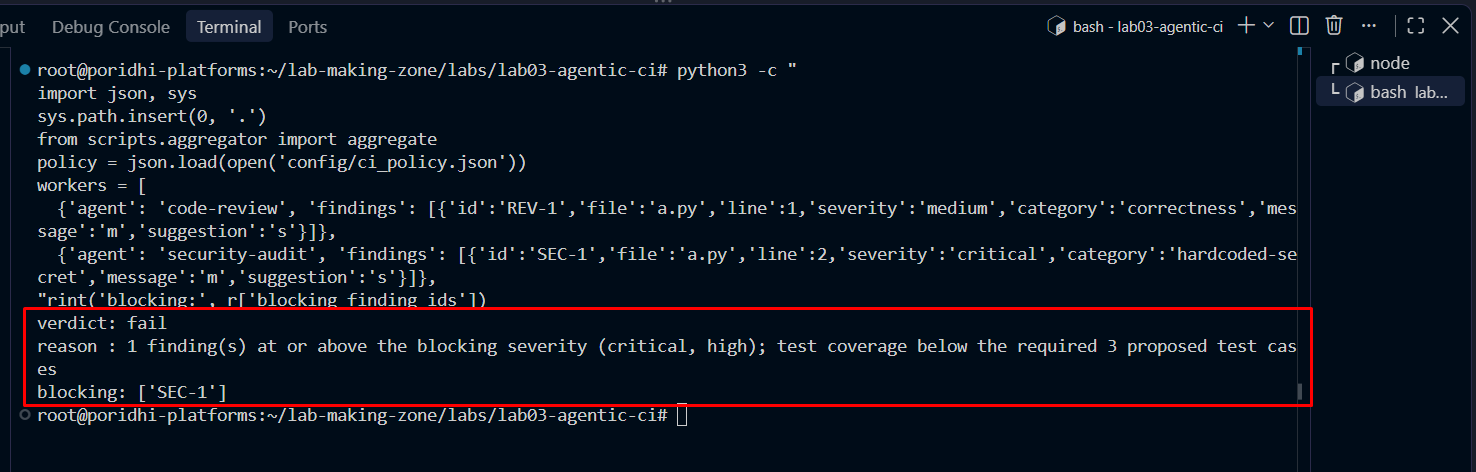 put Debug Console Terminal Ports bash - lab03-agentic-ci
root@poridhi-platforms:~/lab-making-zone/labs/lab03-agentic-ci# python3 -c "
import json, sys
sys.path.insert(0, '.')
from scripts.aggregator import aggregate
policy = json.load(open('config/ci_policy.json'))
workers = [
{'agent': 'code-review', 'findings': [{'id':'REV-1','file':'a.py','line':1,'severity':'medium','category':'correctness','mes
sage':'m','suggestion':'s'}]},
{'agent': 'security-audit', 'findings': [{'id':'SEC-1','file':'a.py','line':2,'severity':'critical','category':'hardcoded-se
cret','message':'m','suggestion':'s'}]},
"rint('blocking:', r['blocking_finding_ids'])
verdict: fail
reason : 1 finding(s) at or above the blocking severity (critical, high); test coverage below the required 3 proposed test cas
es
blocking: ['SEC-1']
root@poridhi-platforms:~/lab-making-zone/labs/lab03-agentic-ci#
node
bash lab...